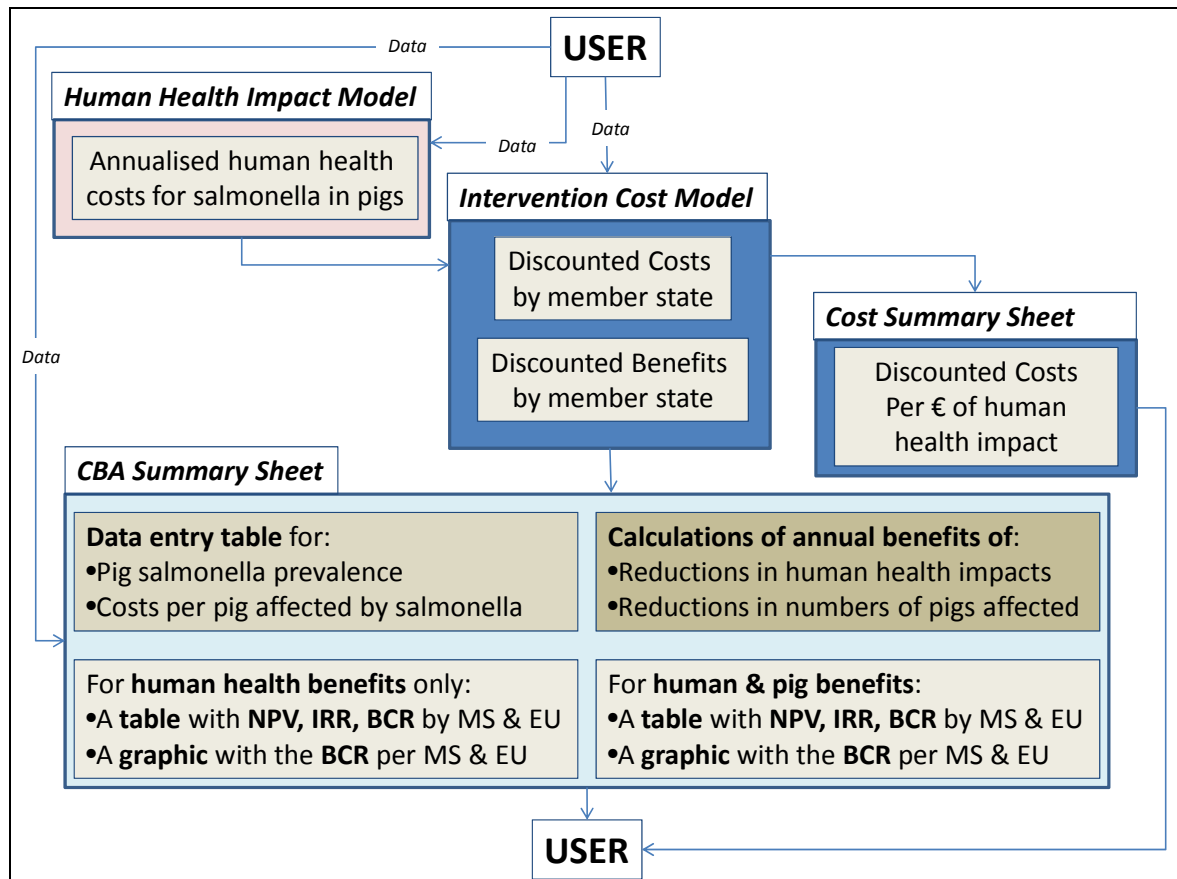 USER
Data
Human Health Impact Model
Data
Data
Annualised human health
costs for salmonella in pigs
Intervention Cost Model
Discounted Costs
by member state
Cost Summary Sheet
Data
Discounted Benefits
by member state
Discounted Costs
Per € of human
health impact
CBA Summary Sheet
Data entry table for:
•Pig salmonella prevalence
•Costs per pig affected by salmonella
Calculations of annual benefits of:
•Reductions in human health impacts
•Reductions in numbers of pigs affected
For human health benefits only:
•A table with NPV, IRR, BCR by MS & EU
•A graphic with the BCR per MS & EU
For human & pig benefits:
•A table with NPV, IRR, BCR by MS & EU
•A graphic with the BCR per MS & EU
USER